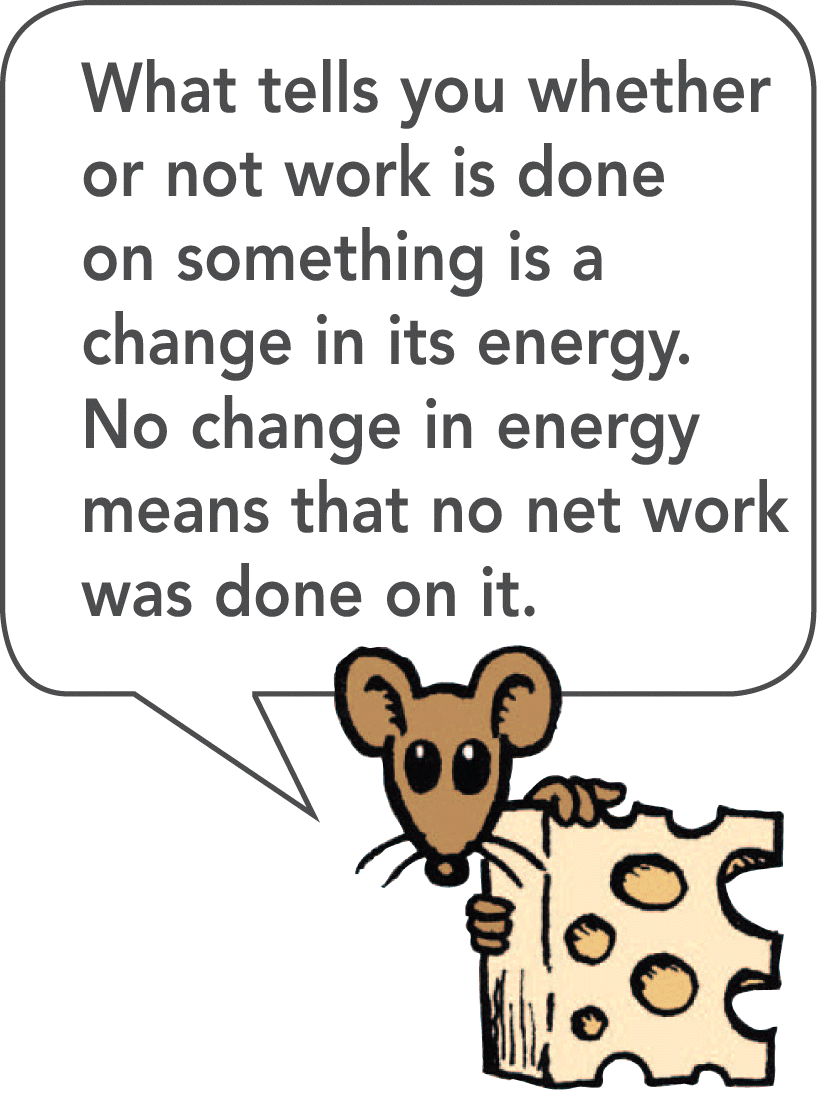 What tells you whether
or not work is done
on something is a
change in its energy.
No change in energy
means that no net work
was done on it.